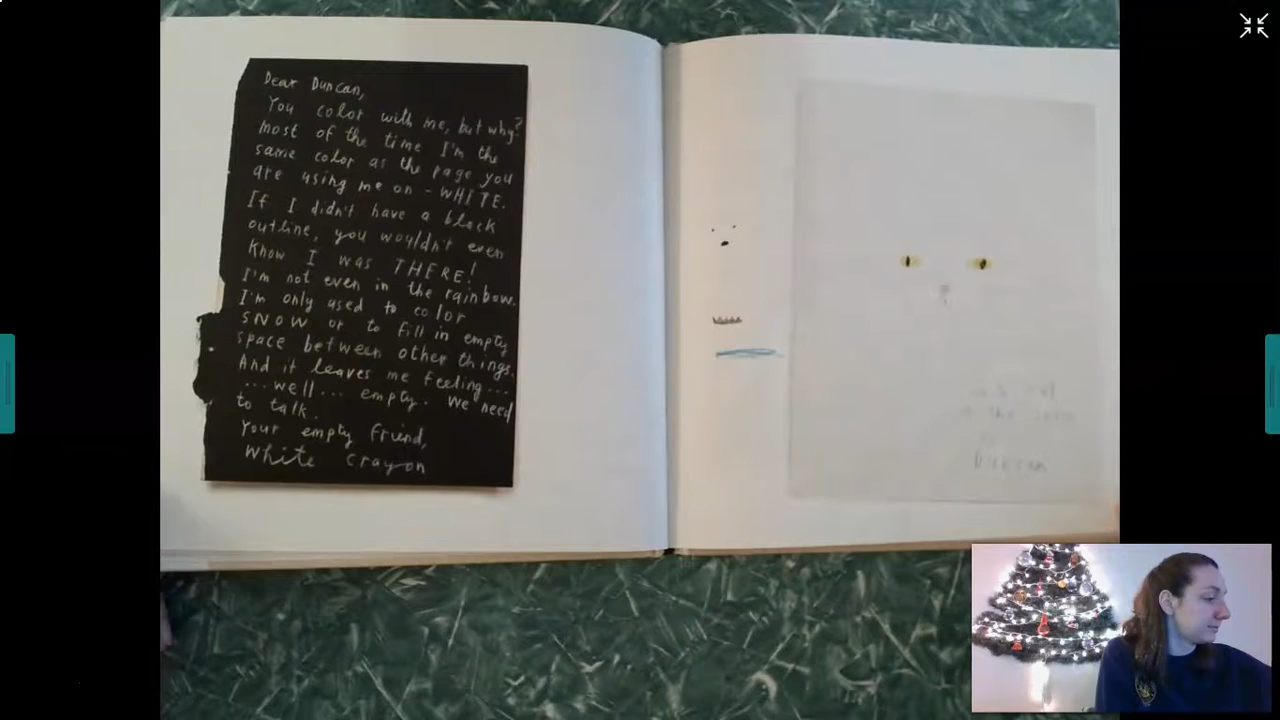 Dear Duncan,
You color with me, but why?
most of the time I'm the
same color as the page you
are using me on - WHITE.
If I didn't have a black
outline, you wouldn't even
know I was THERE!
I'm not even in the rainbow.
I'm only used to color
SNOW or to fill in empty
space between other things.
And it leaves me feeling...
...well... empty. We need
to talk.
Your empty friend,
White crayon
Duncan